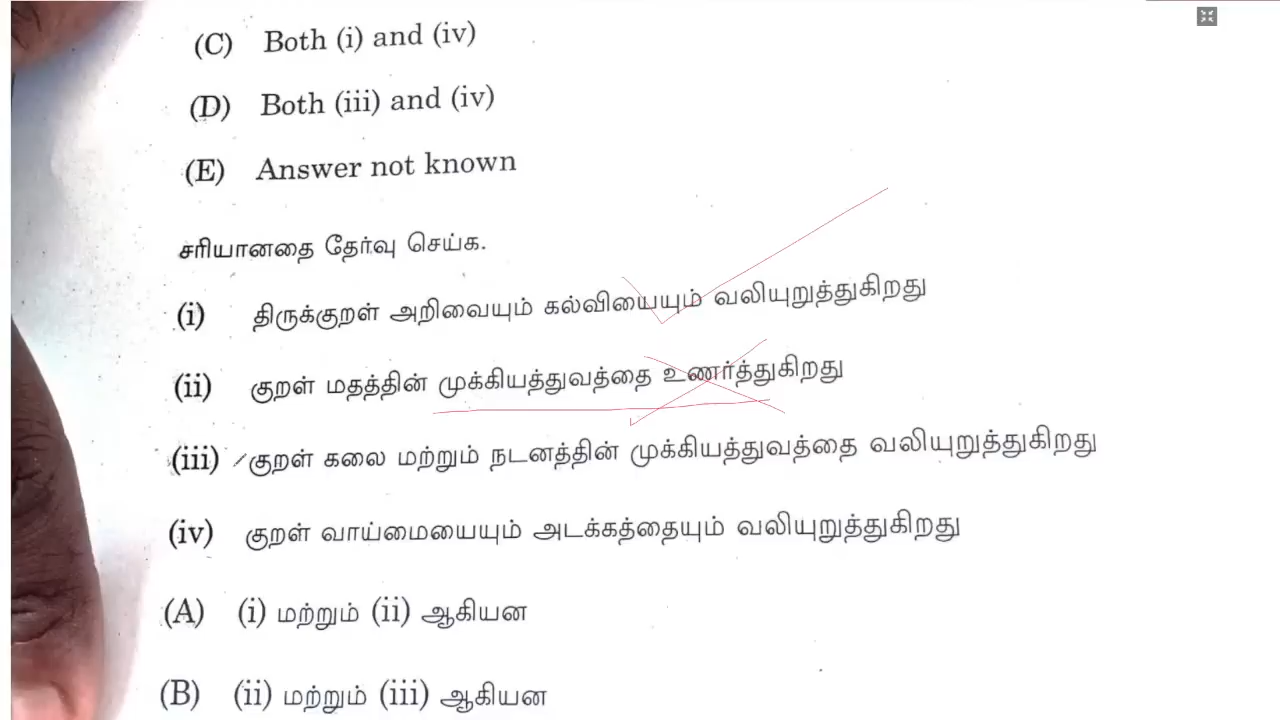 (C) Both (i) and (iv)
(D) Both (iii) and (iv)
(E) Answer not known
சரியானதை தேர்வு செய்க.
(i) திருக்குறள் அறிவையும் கல்வியையும் வலியுறுத்துகிறது
(ii) குறள் மதத்தின் முக்கியத்துவத்தை உணர்த்துகிறது
(iii) குறள் கலை மற்றும் நடனத்தின் முக்கியத்துவத்தை வலியுறுத்துகிறது
(iv) குறள் வாய்மையையும் அடக்கத்தையும் வலியுறுத்துகிறது
(A) (i) மற்றும் (ii) ஆகியன
(B) (ii) மற்றும் (iii) ஆகியன